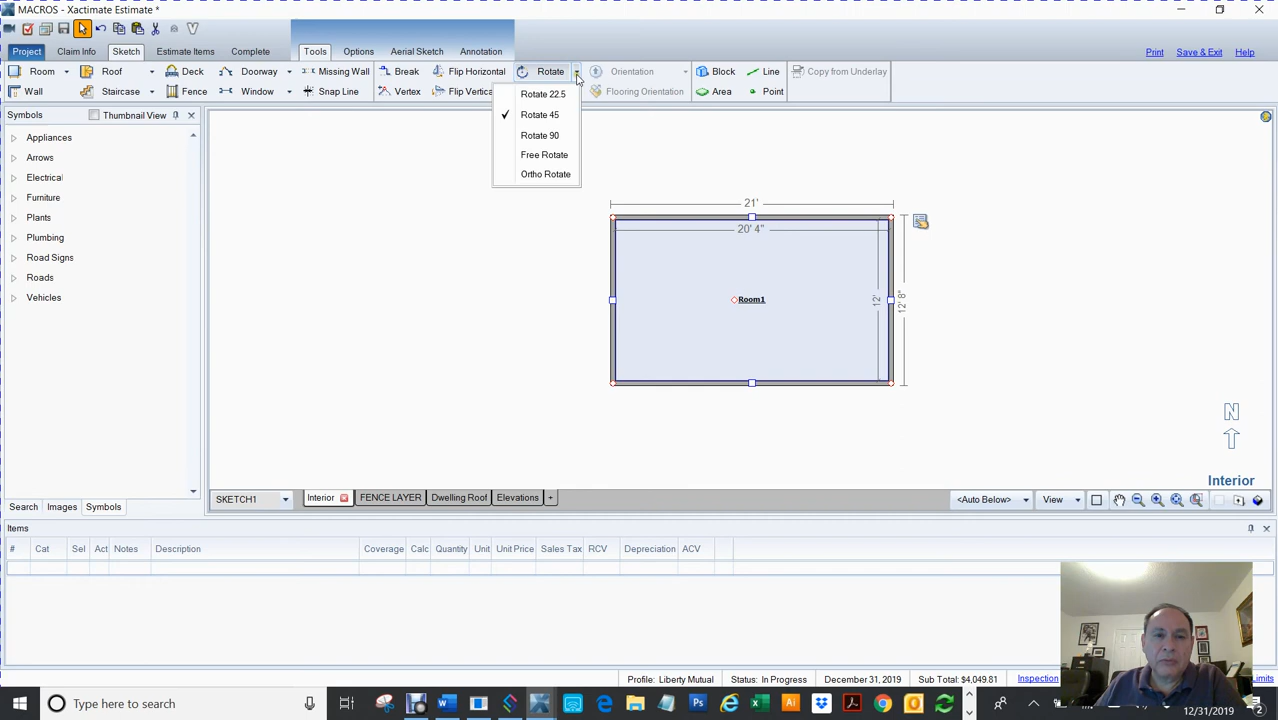 MACROS - Xactimate Estimate *
Project Claim Info Sketch Estimate Items Complete Tools Options Aerial Sketch Annotation Print Save & Exit Help
Room Roof Deck Doorway Missing Wall Break Flip Horizontal Rotate Orientation Block Line Copy from Underlay
Wall Fence Window Snap Line Vertex Flip Vertica Flooring Orientation Area Point
Rotate 22.5
Rotate 45
Rotate 90
Free Rotate
Ortho Rotate
Symbols Thumbnail View
Appliances
Arrows
Electrical
Furniture
Plants
Plumbing
Road Signs
Roads
Vehicles
21'
20' 4"
Room1
12'
12' 8"
N
Interior
Search Images Symbols
SKETCH1 Interior FENCE LAYER Dwelling Roof Elevations + <Auto Below> View
Items
# Cat Sel Act Notes Description Coverage Calc Quantity Unit Unit Price Sales Tax RCV Depreciation ACV
Profile: Liberty Mutual Status: In Progress December 31, 2019 Sub Total: $4,049.81 Inspection Limits
Type here to search
12/31/2019
2